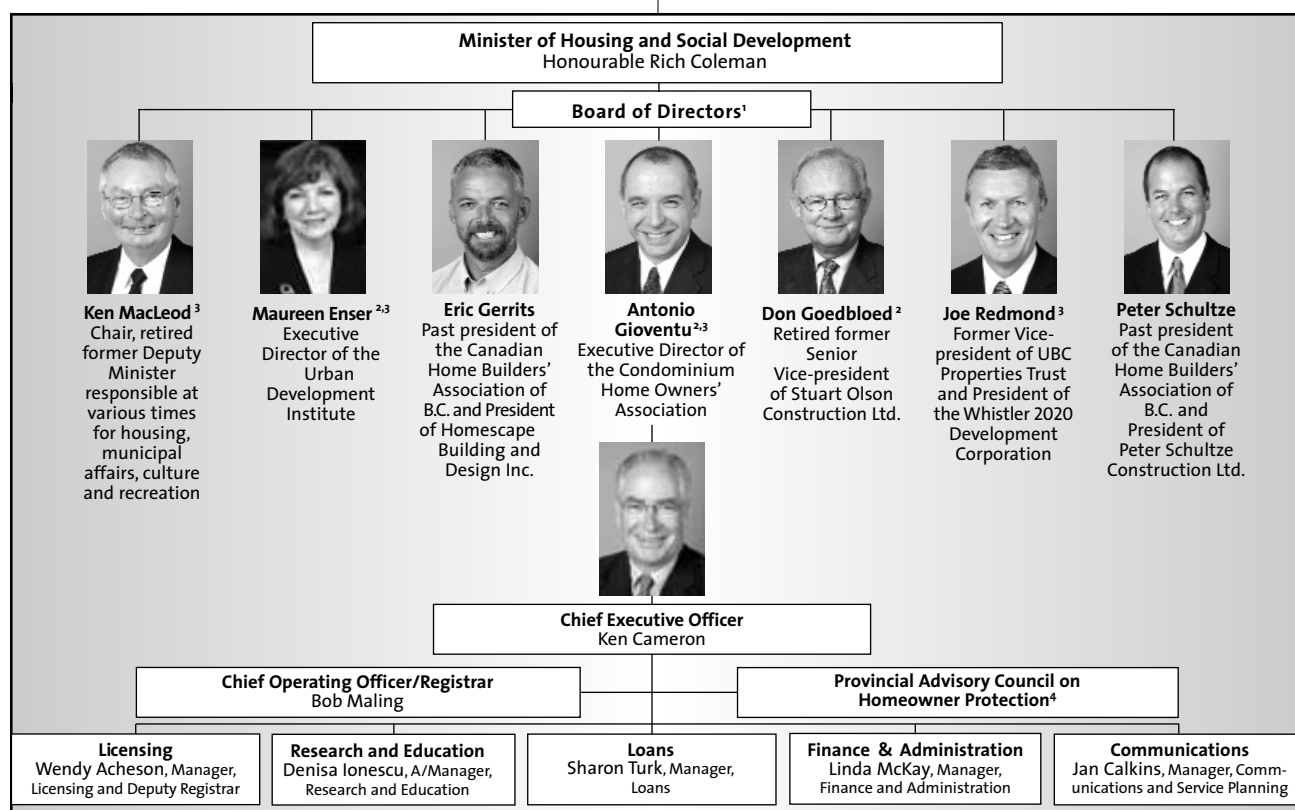 Minister of Housing and Social Development
Honourable Rich Coleman
Board of Directors¹
Ken MacLeod ³
Chair, retired
former Deputy
Minister
responsible at
various times
for housing,
municipal
affairs, culture
and recreation
Maureen Enser ²,³
Executive
Director of the
Urban
Development
Institute
Eric Gerrits
Past president of
the Canadian
Home Builders’
Association of
B.C. and President
of Homescape
Building and
Design Inc.
Antonio
Gioventu²,³
Executive Director of
the Condominium
Home Owners’
Association
Don Goedbloed ²
Retired former
Senior
Vice-president
of Stuart Olson
Construction Ltd.
Joe Redmond ³
Former Vice-
president of UBC
Properties Trust
and President of
the Whistler 2020
Development
Corporation
Peter Schultze
Past president
of the Canadian
Home Builders’
Association of
B.C. and
President of
Peter Schultze
Construction Ltd.
Chief Executive Officer
Ken Cameron
Chief Operating Officer/Registrar
Bob Maling
Provincial Advisory Council on
Homeowner Protection⁴
Licensing
Wendy Acheson, Manager,
Licensing and Deputy Registrar
Research and Education
Denisa Ionescu, A/Manager,
Research and Education
Loans
Sharon Turk, Manager,
Loans
Finance & Administration
Linda McKay, Manager,
Finance and Administration
Communications
Jan Calkins, Manager, Comm-
unications and Service Planning